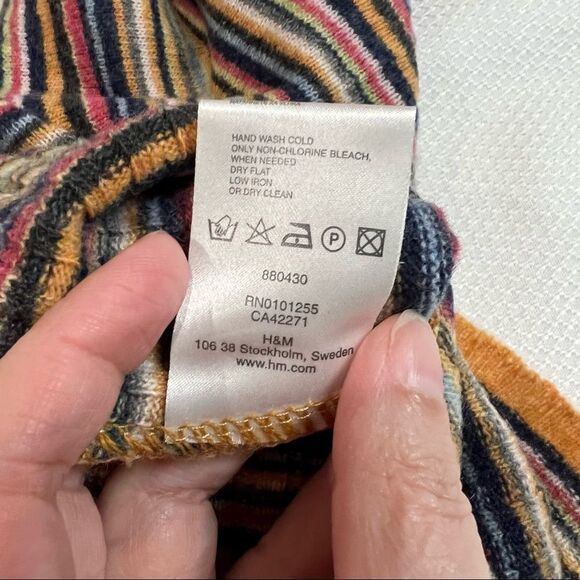 HAND WASH COLD
ONLY NON-CHLORINE BLEACH,
WHEN NEEDED
DRY FLAT
LOW IRON
OR DRY CLEAN
P
880430
RN0101255
CA42271
H&M
106 38 Stockholm, Sweden
www.hm.com